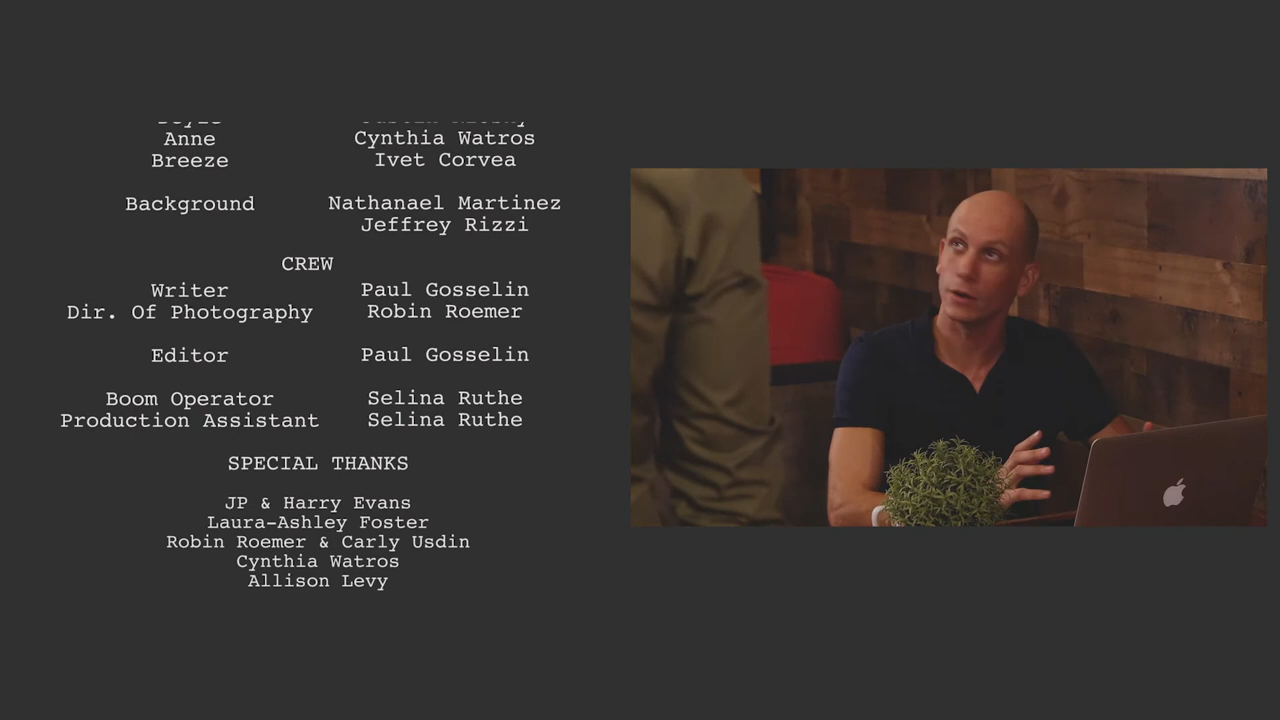 Anne Cynthia Watros
Breeze Ivet Corvea
Background Nathanael Martinez
Jeffrey Rizzi
CREW
Writer Paul Gosselin
Dir. Of Photography Robin Roemer
Editor Paul Gosselin
Boom Operator Selina Ruthe
Production Assistant Selina Ruthe
SPECIAL THANKS
JP & Harry Evans
Laura-Ashley Foster
Robin Roemer & Carly Usdin
Cynthia Watros
Allison Levy